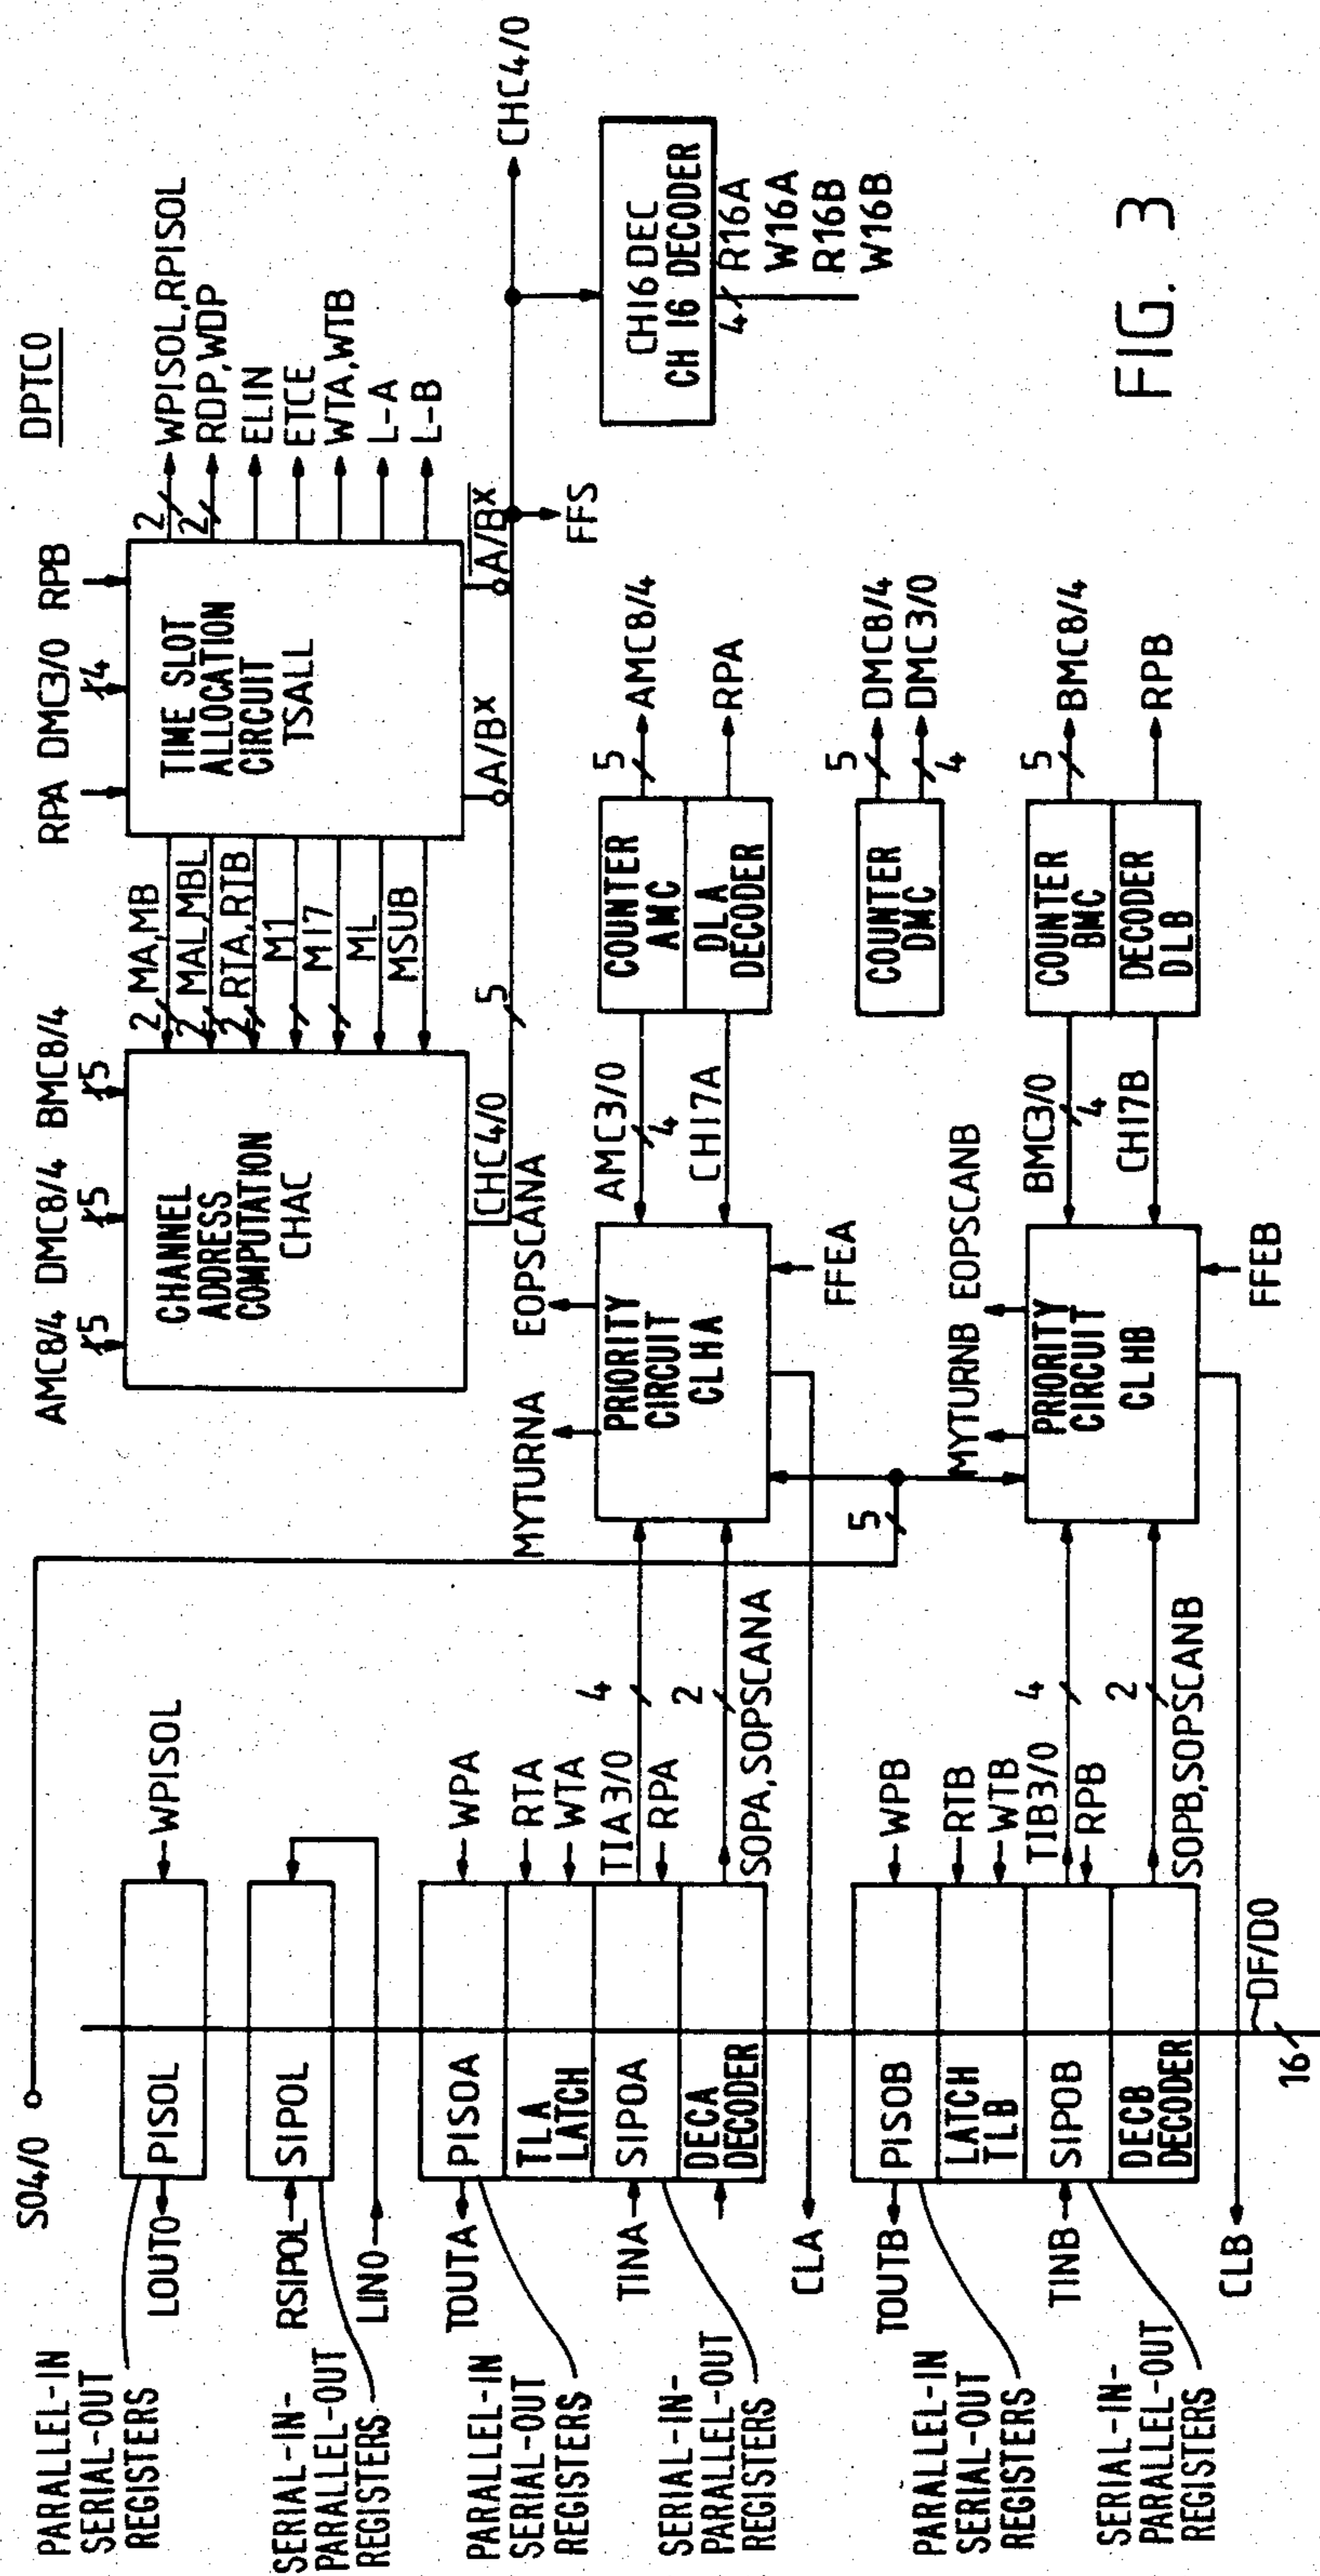 DPTC0
AMC8/4 DMC8/4 BMC8/4
5 5 5
CHANNEL
ADDRESS
COMPUTATION
CHAC
CHC4/0
5
2 MA,MB
2 MAL,MBL
2 RTA,RTB
M1
M17
ML
MSUB
RPA DMC3/0 RPB
4
TIME SLOT
ALLOCATION
CIRCUIT
TSALL
A/BX
A/BX
2 WPISOL,RPISOL
2 RDP,WDP
ELIN
ETCE
WTA,WTB
L-A
L-B
FFS
CHC4/0
CH16 DEC
CH 16 DECODER
4
R16A
W16A
R16B
W16B
S04/0
PARALLEL-IN
SERIAL-OUT
REGISTERS
LOUT0
PISOL
WPISOL
SERIAL-IN-
PARALLEL-OUT
REGISTERS
RSIPOL
SIPOL
LIN0
PARALLEL-IN
SERIAL-OUT
REGISTERS
TOUTA
PISOA
WPA
TLA
LATCH
RTA
WTA
SERIAL-IN-
PARALLEL-OUT
REGISTERS
TINA
SIPOA
TIA3/0
4
RPA
DECA
DECODER
2
SOPA,SOPSCANA
CLA
MYTURNA EOPSCANA
PRIORITY
CIRCUIT
CLHA
5
FFEA
AMC3/0
4
CH17A
COUNTER
AMC
DLA
DECODER
5
AMC8/4
RPA
COUNTER
DMC
5
DMC8/4
DMC3/0
4
PARALLEL-IN
SERIAL-OUT
REGISTERS
TOUTB
PISOB
WPB
LATCH
TLB
RTB
WTB
SERIAL-IN-
PARALLEL-OUT
REGISTERS
TINB
SIPOB
TIB3/0
4
RPB
DECB
DECODER
2
SOPB,SOPSCANB
CLB
16
DF/D0
MYTURNB EOPSCANB
PRIORITY
CIRCUIT
CLHB
FFEB
BMC3/0
4
CH17B
COUNTER
BMC
DECODER
DLB
5
BMC8/4
RPB
FIG. 3